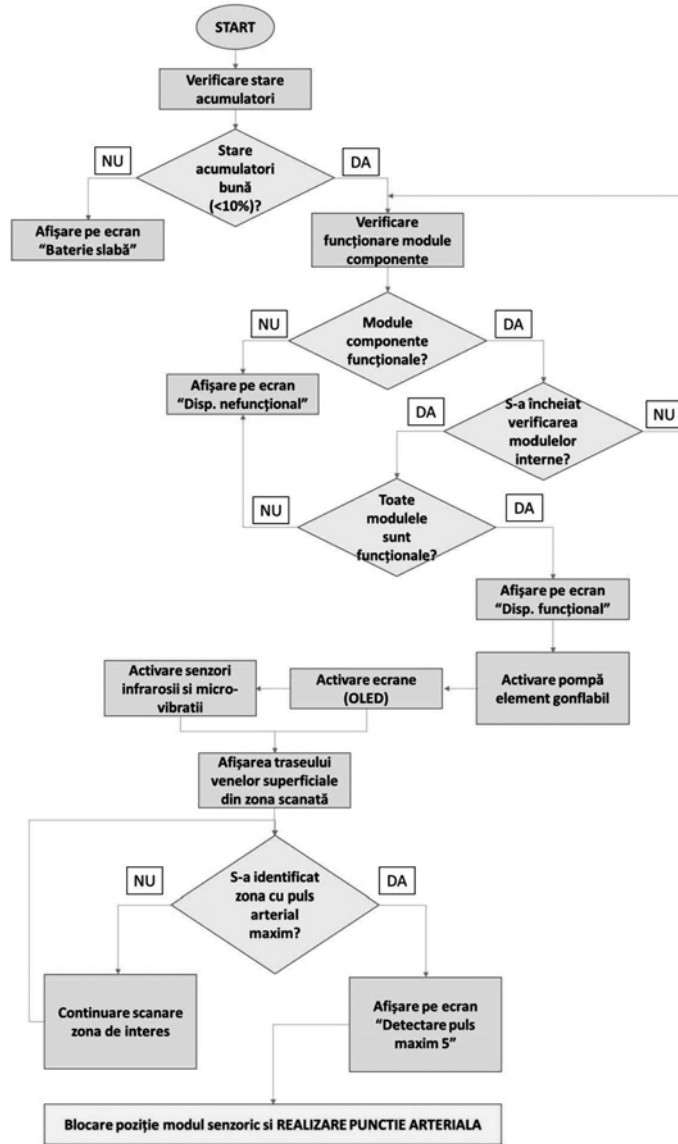 START
Verificare stare
acumulatori
NU
Stare
acumulatori
bună
(<10%)?
DA
Afișare pe ecran
“Baterie slabă”
Verificare
funcționare module
componente
NU
Module
componente
funcționale?
DA
Afișare pe ecran
“Disp. nefuncțional”
DA
S-a încheiat
verificarea
modulelor
interne?
NU
NU
Toate
modulele
sunt
funcționale?
DA
Afișare pe ecran
“Disp. funcțional”
Activare senzori
infrarosii si micro-
vibratii
Activare ecrane
(OLED)
Activare pompă
element gonflabil
Afișarea traseului
venelor superficiale
din zona scanată
NU
S-a identificat
zona cu puls
arterial
maxim?
DA
Continuare scanare
zona de interes
Afișare pe ecran
“Detectare puls
maxim 5”
Blocare poziție modul senzoric si REALIZARE PUNCTIE ARTERIALA